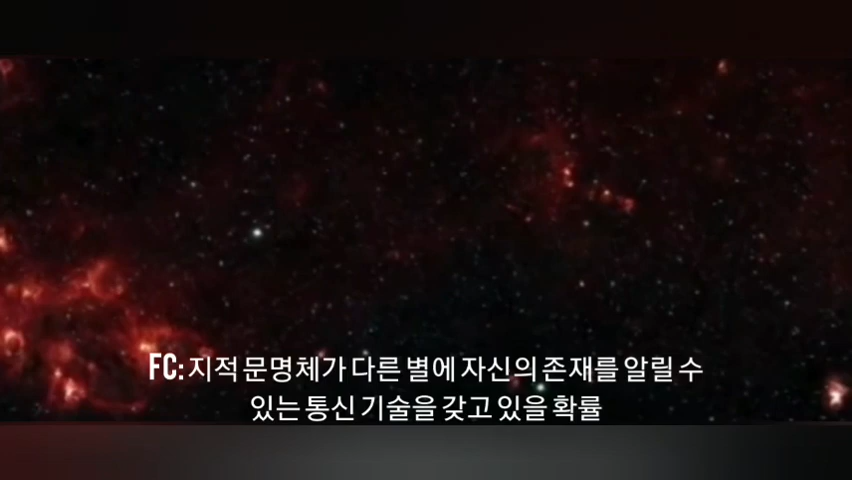 FC: 지적 문명체가 다른 별에 자신의 존재를 알릴 수
있는 통신 기술을 갖고 있을 확률